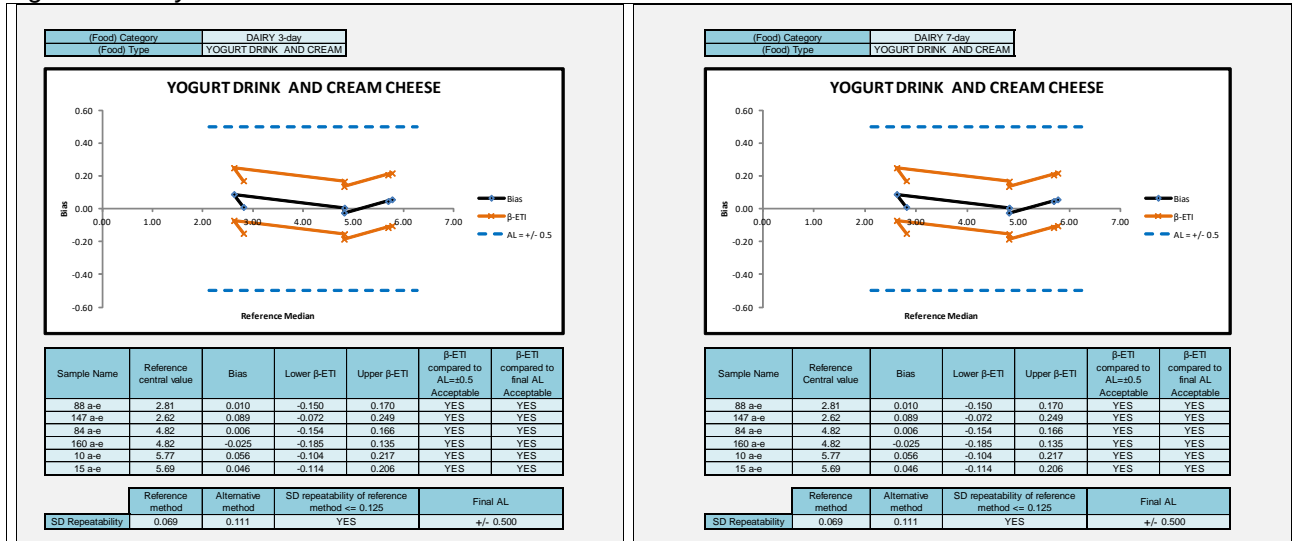 (Food) Category DAIRY 3-day
(Food) Type YOGURT DRINK AND CREAM
YOGURT DRINK AND CREAM CHEESE
0.60
0.40
0.20
0.00
-0.20
-0.40
-0.60
Bias
0.00 1.00 2.00 3.00 4.00 5.00 6.00 7.00
Reference Median
Bias
β-ETI
AL = +/- 0.5
Sample Name Reference central value Bias Lower β-ETI Upper β-ETI β-ETI compared to AL=±0.5 Acceptable β-ETI compared to final AL Acceptable
88 a-e 2.81 0.010 -0.150 0.170 YES YES
147 a-e 2.62 0.089 -0.072 0.249 YES YES
84 a-e 4.82 0.006 -0.154 0.166 YES YES
160 a-e 4.82 -0.025 -0.185 0.135 YES YES
10 a-e 5.77 0.056 -0.104 0.217 YES YES
15 a-e 5.69 0.046 -0.114 0.206 YES YES
Reference method Alternative method SD repeatability of reference method <= 0.125 Final AL
SD Repeatability 0.069 0.111 YES +/- 0.500
(Food) Category DAIRY 7-day
(Food) Type YOGURT DRINK AND CREAM
YOGURT DRINK AND CREAM CHEESE
0.60
0.40
0.20
0.00
-0.20
-0.40
-0.60
Bias
0.00 1.00 2.00 3.00 4.00 5.00 6.00 7.00
Reference Median
Bias
β-ETI
AL = +/- 0.5
Sample Name Reference Central value Bias Lower β-ETI Upper β-ETI β-ETI compared to AL=±0.5 Acceptable β-ETI compared to final AL Acceptable
88 a-e 2.81 0.010 -0.150 0.170 YES YES
147 a-e 2.62 0.089 -0.072 0.249 YES YES
84 a-e 4.82 0.006 -0.154 0.166 YES YES
160 a-e 4.82 -0.025 -0.185 0.135 YES YES
10 a-e 5.77 0.056 -0.104 0.217 YES YES
15 a-e 5.69 0.046 -0.114 0.206 YES YES
Reference method Alternative method SD repeatability of reference method <= 0.125 Final AL
SD Repeatability 0.069 0.111 YES +/- 0.500